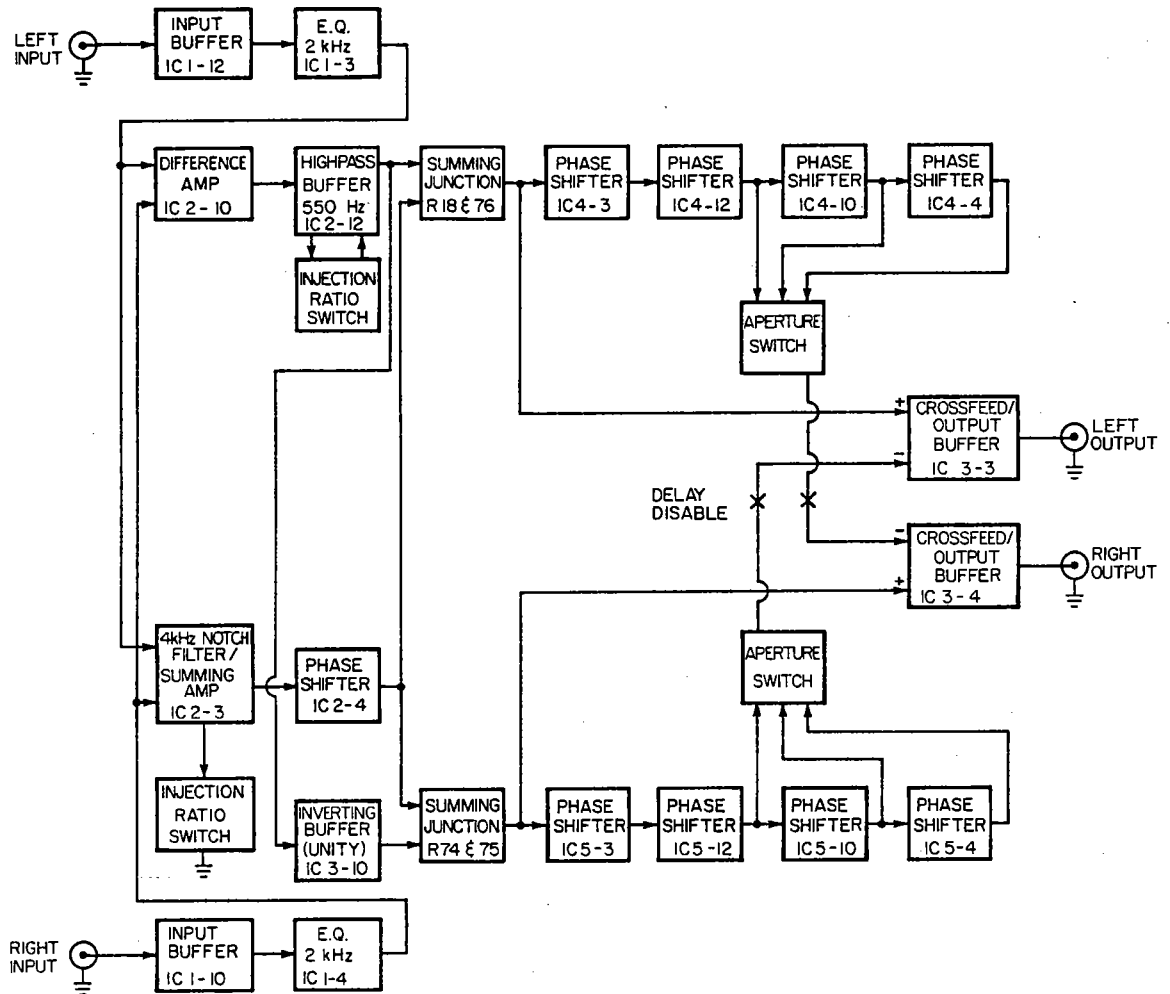 LEFT
INPUT
INPUT
BUFFER
IC 1-12
E.Q.
2 kHz
IC 1-3
DIFFERENCE
AMP
IC 2-10
HIGHPASS
BUFFER
550 Hz
IC 2-12
INJECTION
RATIO
SWITCH
SUMMING
JUNCTION
R18 & 76
PHASE
SHIFTER
IC4-3
PHASE
SHIFTER
IC4-12
PHASE
SHIFTER
IC4-10
PHASE
SHIFTER
IC4-4
APERTURE
SWITCH
+
CROSSFEED/
OUTPUT
BUFFER
IC 3-3
-
LEFT
OUTPUT
DELAY
DISABLE
-
CROSSFEED/
OUTPUT
BUFFER
IC 3-4
+
RIGHT
OUTPUT
4kHz NOTCH
FILTER/
SUMMING
AMP
IC 2-3
PHASE
SHIFTER
IC 2-4
APERTURE
SWITCH
INJECTION
RATIO
SWITCH
INVERTING
BUFFER
(UNITY)
IC 3-10
SUMMING
JUNCTION
R74 & 75
PHASE
SHIFTER
IC5-3
PHASE
SHIFTER
IC5-12
PHASE
SHIFTER
IC5-10
PHASE
SHIFTER
IC5-4
RIGHT
INPUT
INPUT
BUFFER
IC 1-10
E.Q.
2 kHz
IC 1-4